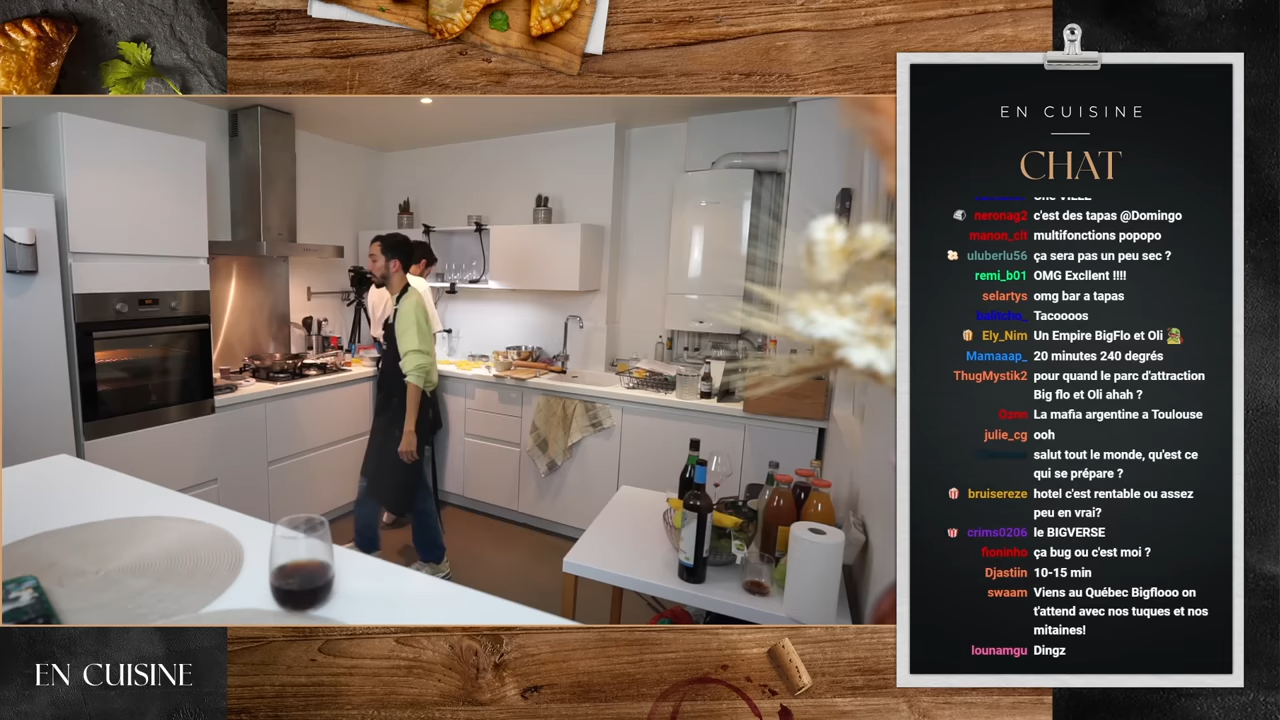 EN CUISINE
CHAT
neronag2 c'est des tapas @Domingo
manon_clt multifonctions popopo
uluberlu56 ça sera pas un peu sec ?
remi_b01 OMG Excllent !!!!
selartys omg bar a tapas
balitcho_ Tacoooos
Ely_Nim Un Empire BigFlo et Oli
Mamaaap_ 20 minutes 240 degrés
ThugMystik2 pour quand le parc d'attraction
Big flo et Oli ahah ?
La mafia argentine a Toulouse
julie_cg ooh
salut tout le monde, qu'est ce
qui se prépare ?
bruisereze hotel c'est rentable ou assez
peu en vrai?
crims0206 le BIGVERSE
fioninho ça bug ou c'est moi ?
Djastiin 10-15 min
swaam Viens au Québec Bigflooo on
t'attend avec nos tuques et nos
mitaines!
lounamgu Dingz
EN CUISINE